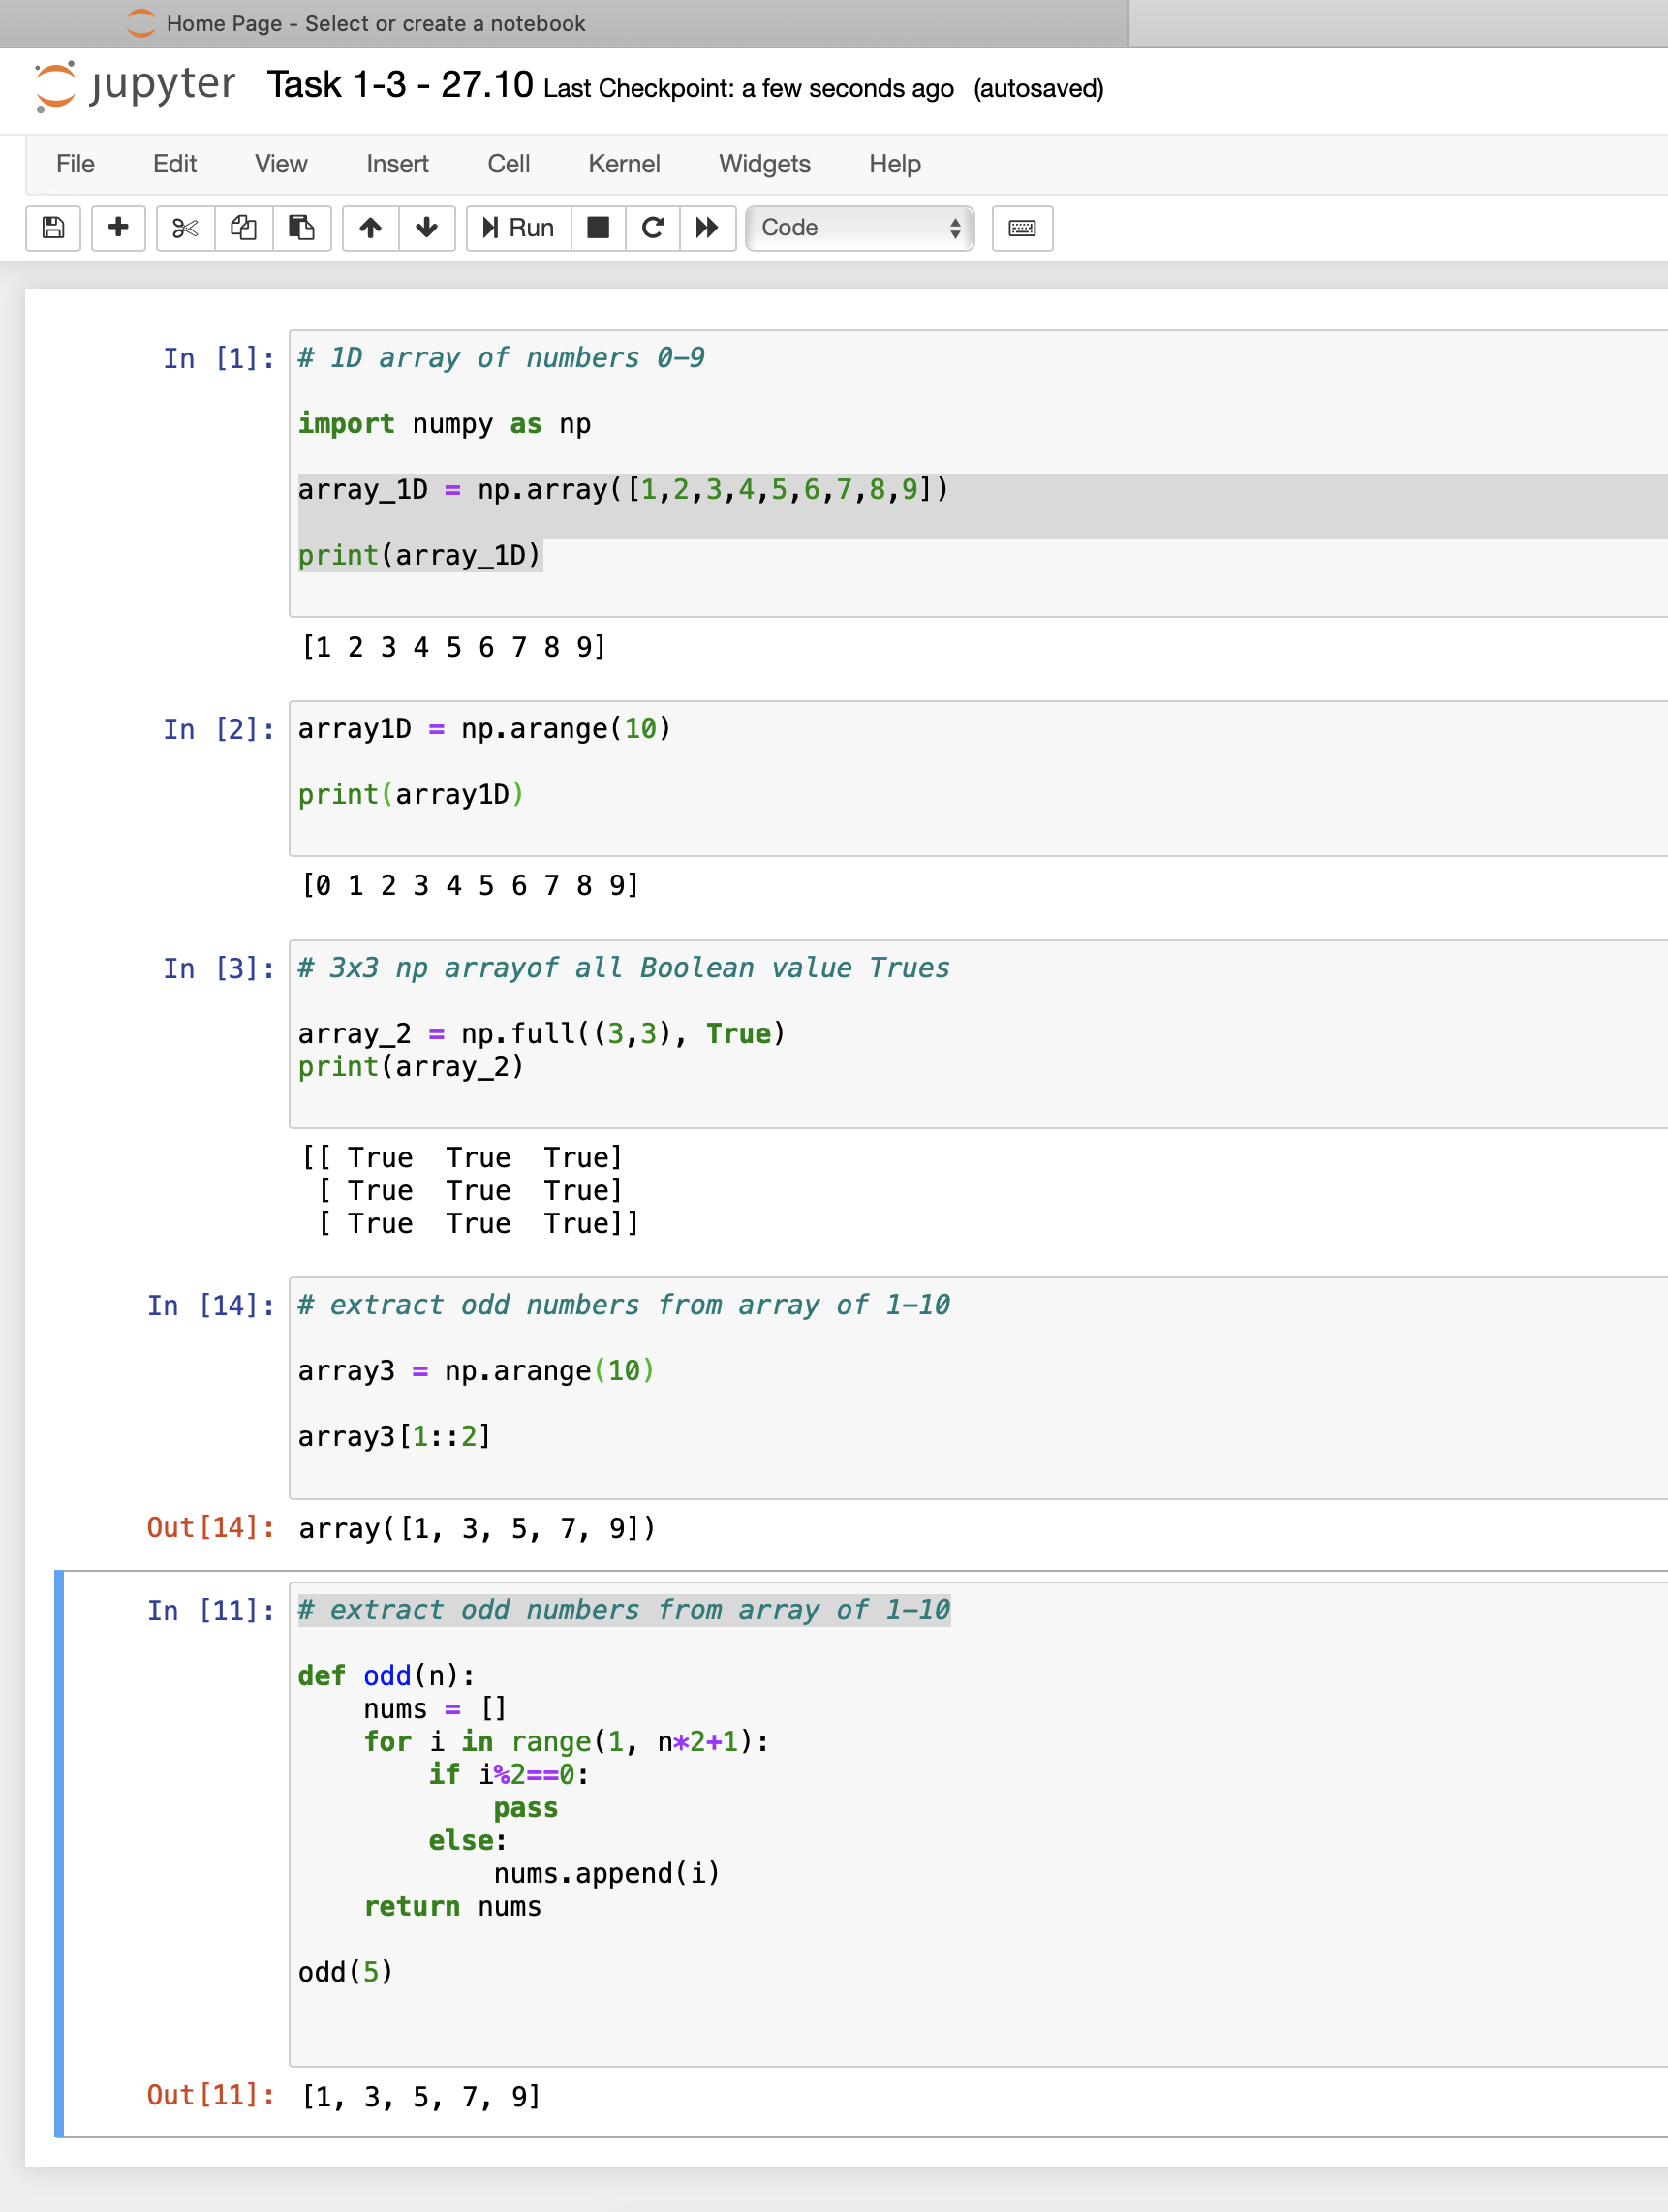 Home Page - Select or create a notebook
jupyter Task 1-3 - 27.10 Last Checkpoint: a few seconds ago (autosaved)
File Edit View Insert Cell Kernel Widgets Help
Run Code
In [1]: # 1D array of numbers 0-9
import numpy as np
array_1D = np.array([1,2,3,4,5,6,7,8,9])
print(array_1D)
[1 2 3 4 5 6 7 8 9]
In [2]: array1D = np.arange(10)
print(array1D)
[0 1 2 3 4 5 6 7 8 9]
In [3]: # 3x3 np arrayof all Boolean value Trues
array_2 = np.full((3,3), True)
print(array_2)
[[ True  True  True]
 [ True  True  True]
 [ True  True  True]]
In [14]: # extract odd numbers from array of 1-10
array3 = np.arange(10)
array3[1::2]
Out[14]: array([1, 3, 5, 7, 9])
In [11]: # extract odd numbers from array of 1-10
def odd(n):
    nums = []
    for i in range(1, n*2+1):
        if i%2==0:
            pass
        else:
            nums.append(i)
    return nums
odd(5)
Out[11]: [1, 3, 5, 7, 9]